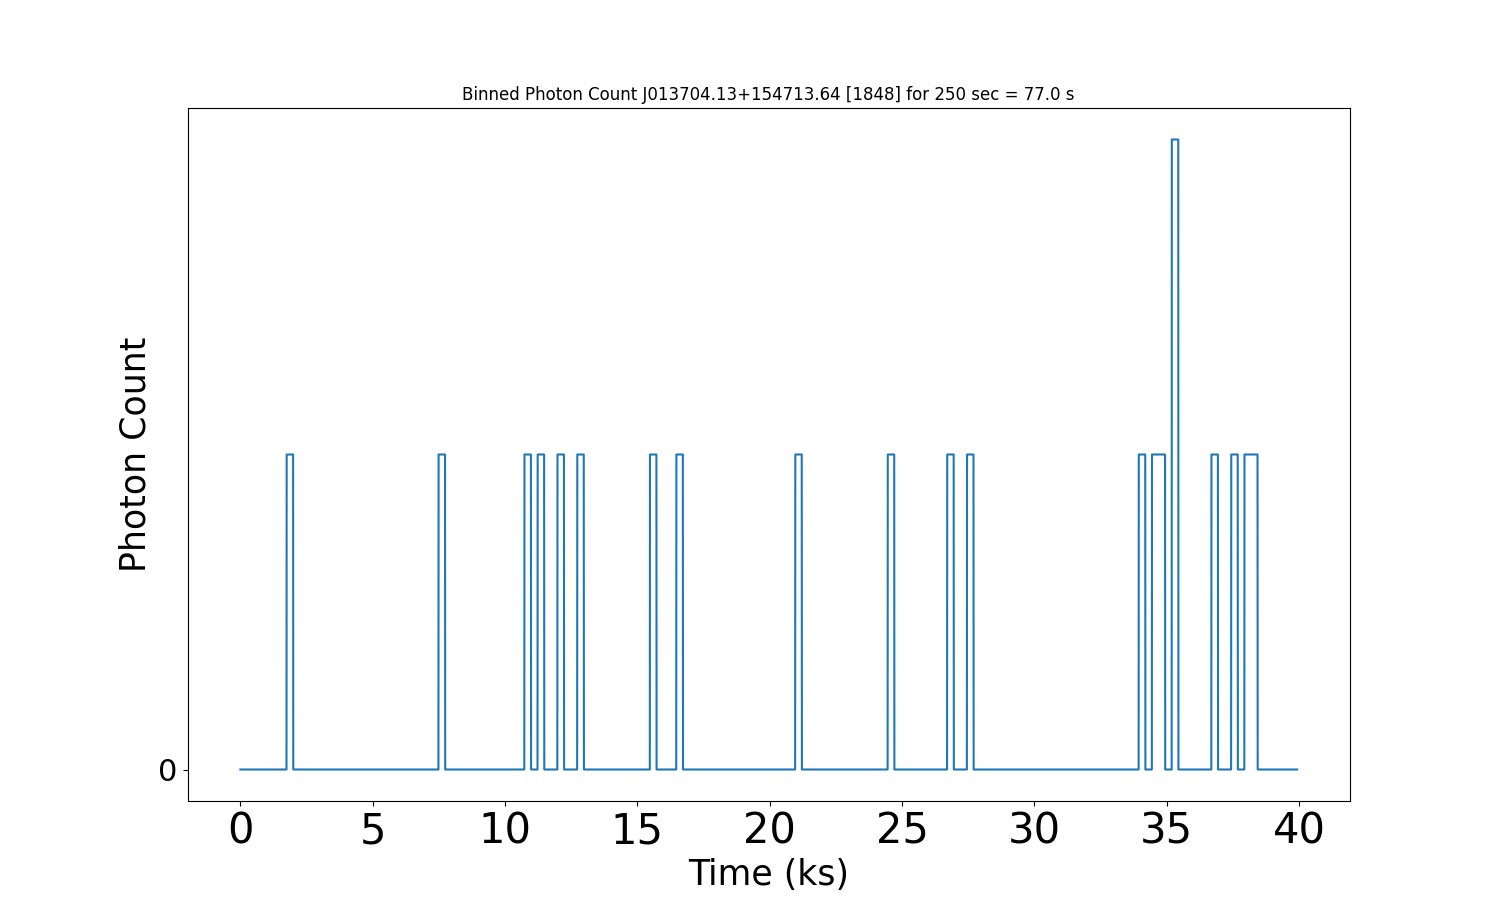 Binned Photon Count J013704.13+154713.64 [1848] for 250 sec = 77.0 s
Photon Count
0
0 5 10 15 20 25 30 35 40
Time (ks)